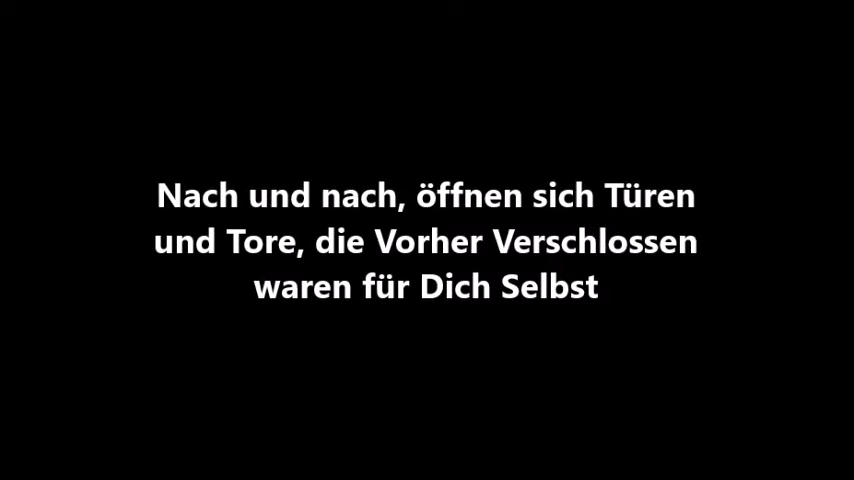 Nach und nach, öffnen sich Türen
und Tore, die Vorher Verschlossen
waren für Dich Selbst